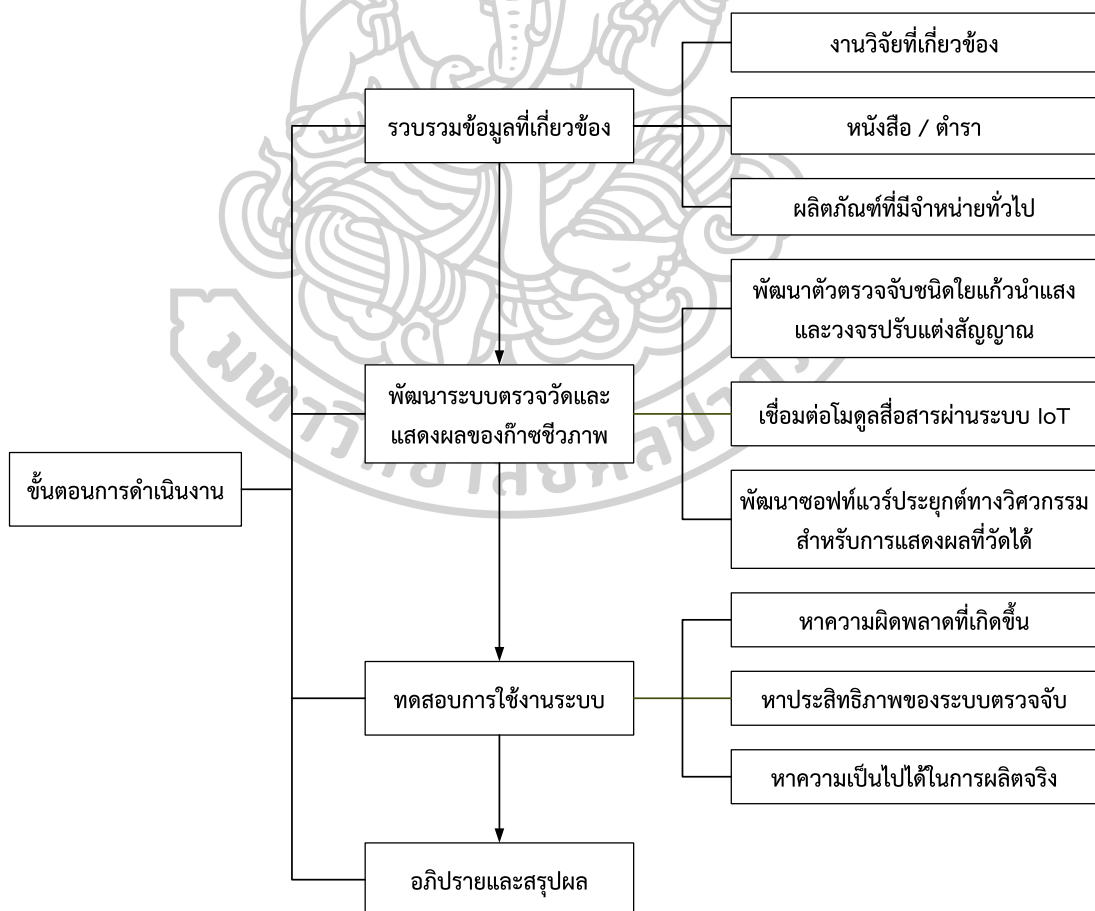 งานวิจัยที่เกี่ยวข้อง
รวบรวมข้อมูลที่เกี่ยวข้อง
หนังสือ / ตำรา
ผลิตภัณฑ์ที่มีจำหน่ายทั่วไป
พัฒนาตัวตรวจจับชนิดใยแก้วนำแสง
และวงจรปรับแต่งสัญญาณ
พัฒนาระบบตรวจวัดและ
แสดงผลของก๊าซชีวภาพ
เชื่อมต่อโมดูลสื่อสารผ่านระบบ IoT
ขั้นตอนการดำเนินงาน
พัฒนาซอฟท์แวร์ประยุกต์ทางวิศวกรรม
สำหรับการแสดงผลที่วัดได้
หาความผิดพลาดที่เกิดขึ้น
ทดสอบการใช้งานระบบ
หาประสิทธิภาพของระบบตรวจจับ
หาความเป็นไปได้ในการผลิตจริง
อภิปรายและสรุปผล